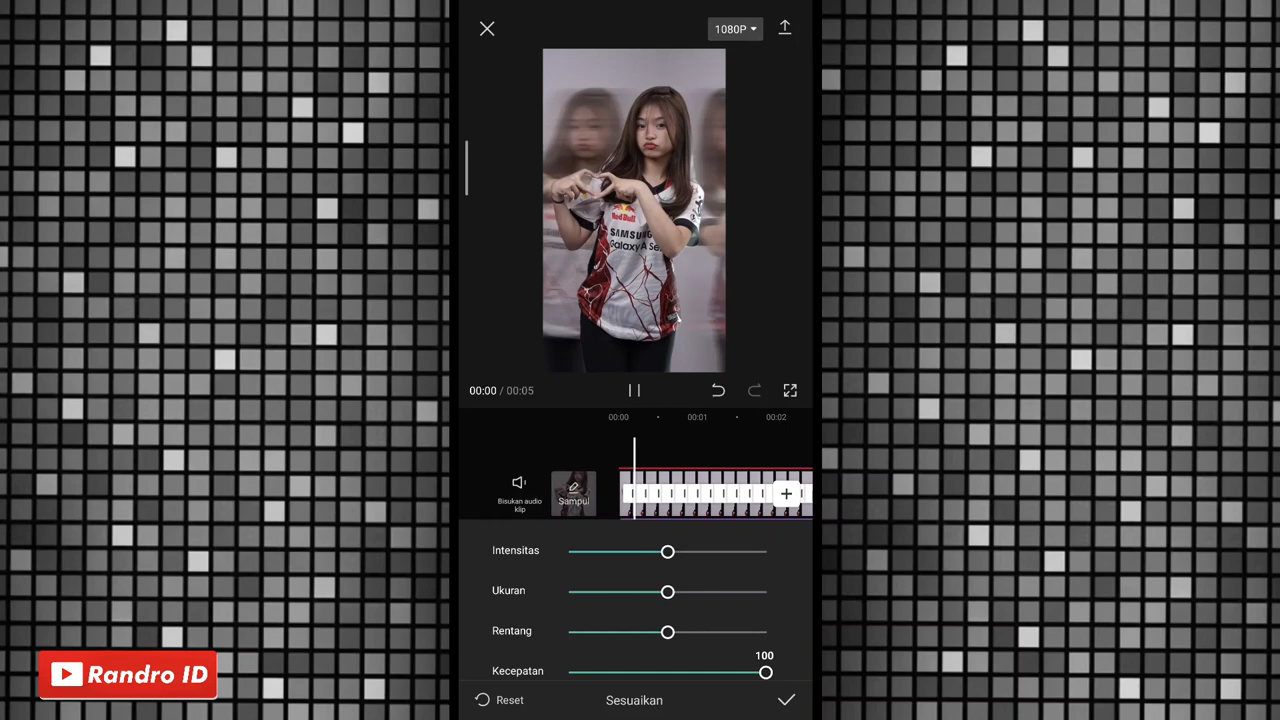 1080P
Red Bull
SAMSUNG
Galaxy A Se
00:00 / 00:05
00:00
00:01
00:02
Bisukan audio
klip
Sampul
Intensitas
Ukuran
Rentang
100
Kecepatan
Reset
Sesuaikan
Randro ID